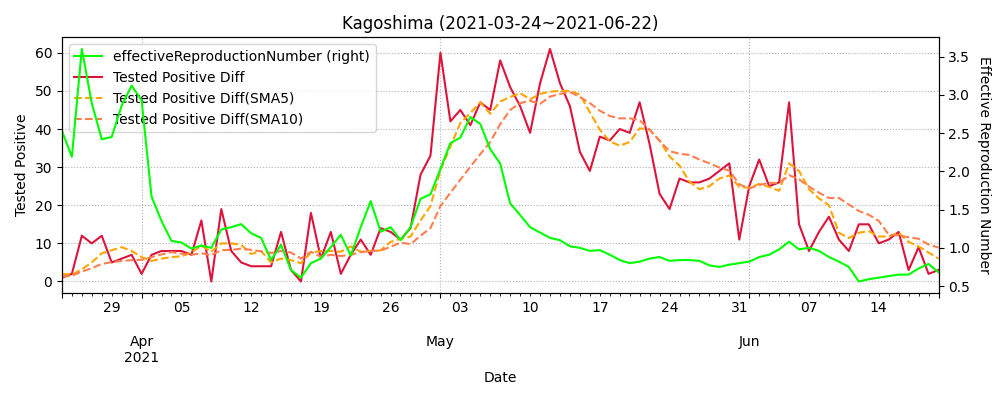 Kagoshima (2021-03-24~2021-06-22)
effectiveReproductionNumber (right)
Tested Positive Diff
Tested Positive Diff(SMA5)
Tested Positive Diff(SMA10)
Tested Positive
60
50
40
30
20
10
0
3.5
3.0
2.5
2.0
1.5
1.0
0.5
Effective Reproduction Number
29 05 12 19 26 03 10 17 24 31 07 14
Apr May Jun
2021
Date